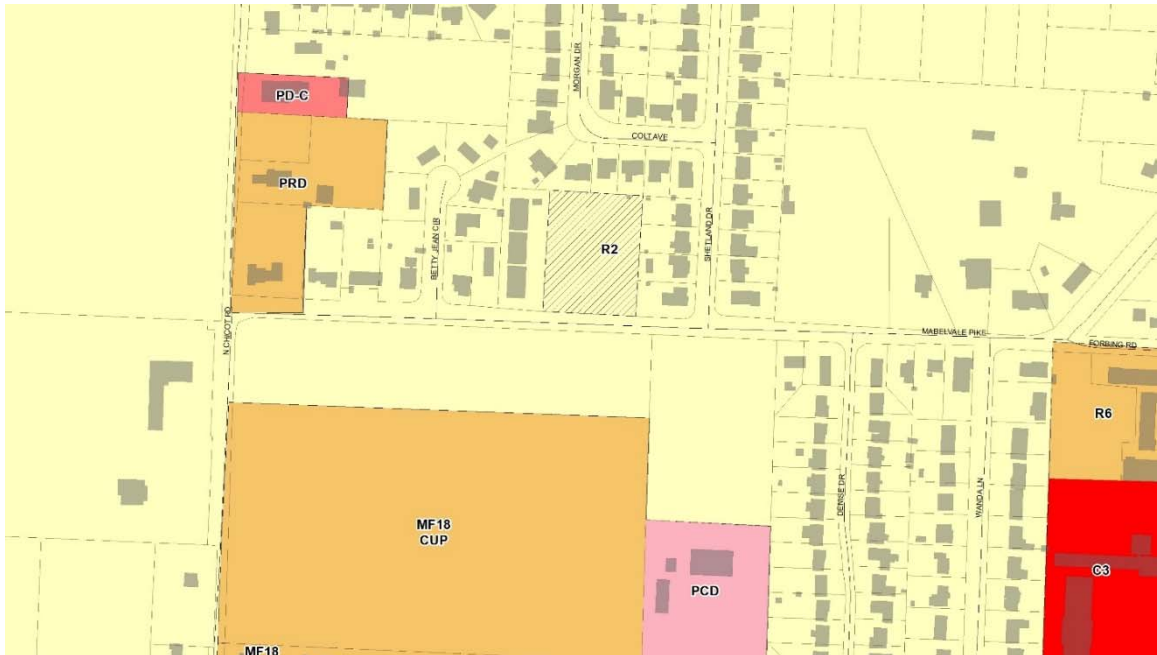 MORGAN DR
PD-C
COLT AVE
PRD
BETTY JEAN CIR
R2
SHETLAND DR
N CHICOT RD
MABELVALE PIKE
FORBING RD
R6
MF18
CUP
DENISE DR
WANDA LN
PCD
C3
MF18